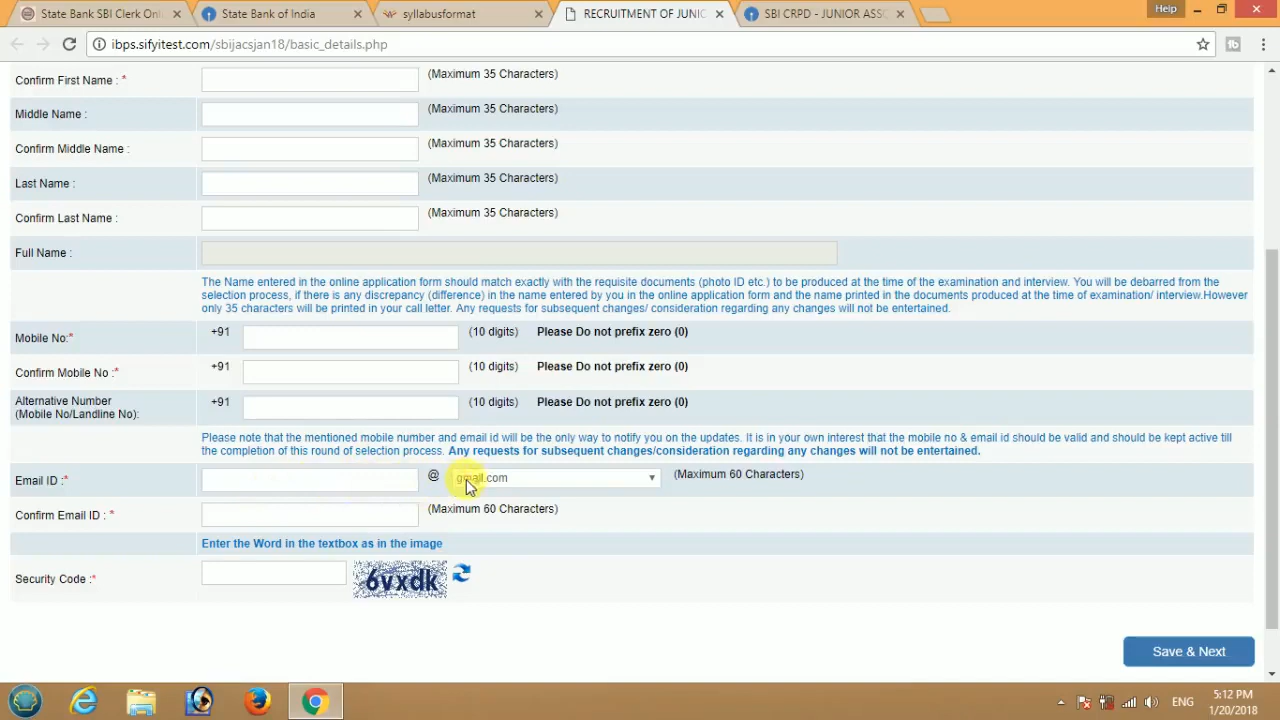 State Bank SBI Clerk Onli
State Bank of India
syllabusformat
RECRUITMENT OF JUNIO
SBI CRPD - JUNIOR ASSO
Help
ibps.sifyitest.com/sbijacsjan18/basic_details.php
Confirm First Name : *
(Maximum 35 Characters)
Middle Name :
(Maximum 35 Characters)
Confirm Middle Name :
(Maximum 35 Characters)
Last Name :
(Maximum 35 Characters)
Confirm Last Name :
(Maximum 35 Characters)
Full Name :
The Name entered in the online application form should match exactly with the requisite documents (photo ID etc.) to be produced at the time of the examination and interview. You will be debarred from the
selection process, if there is any discrepancy (difference) in the name entered by you in the online application form and the name printed in the documents produced at the time of examination/ interview.However
only 35 characters will be printed in your call letter. Any requests for subsequent changes/ consideration regarding any changes will not be entertained.
Mobile No:*
+91
(10 digits)
Please Do not prefix zero (0)
Confirm Mobile No :*
+91
(10 digits)
Please Do not prefix zero (0)
Alternative Number
(Mobile No/Landline No):
+91
(10 digits)
Please Do not prefix zero (0)
Please note that the mentioned mobile number and email id will be the only way to notify you on the updates. It is in your own interest that the mobile no & email id should be valid and should be kept active till
the completion of this round of selection process. Any requests for subsequent changes/consideration regarding any changes will not be entertained.
Email ID :*
@
gmail.com
(Maximum 60 Characters)
Confirm Email ID : *
(Maximum 60 Characters)
Enter the Word in the textbox as in the image
Security Code :*
6vxdk
Save & Next
ENG
5:12 PM
1/20/2018